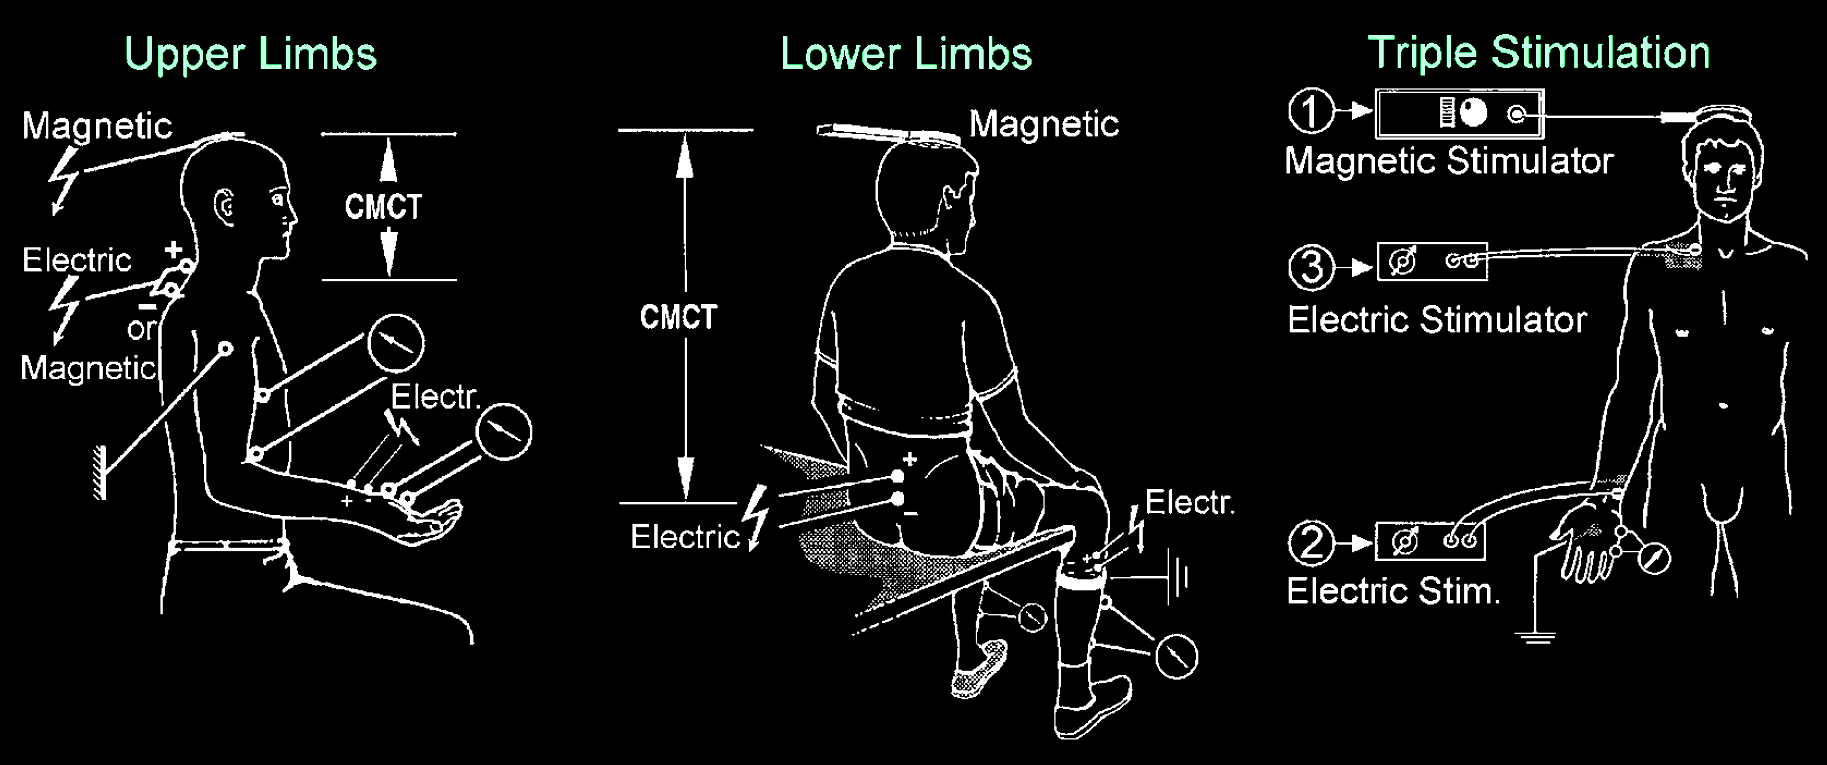 Upper Limbs
Magnetic
CMCT
+
Electric
-
or
Magnetic
Electr.
+ -
Lower Limbs
Magnetic
CMCT
+
-
Electric
Electr.
+
Triple Stimulation
1
Magnetic Stimulator
3
Electric Stimulator
2
Electric Stim.